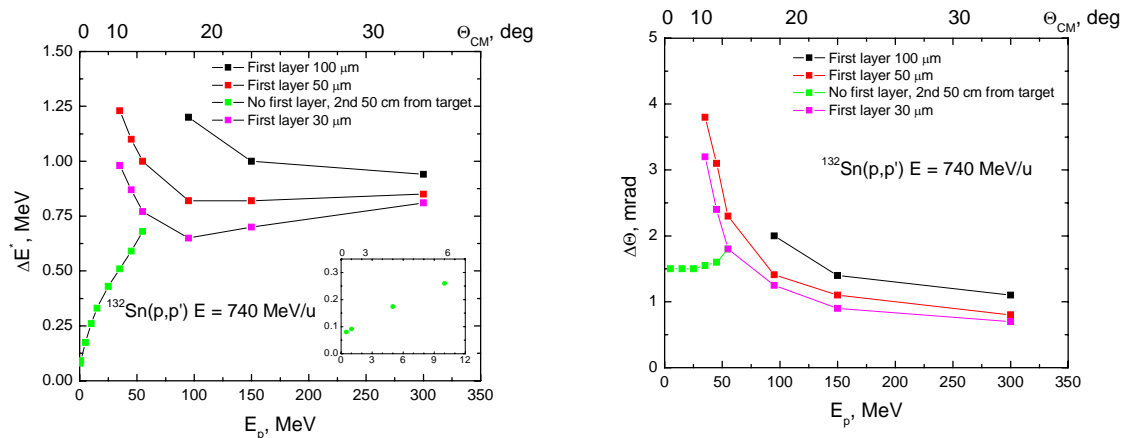 0 10 20 30 ΘCM, deg
1.50
1.25
1.00
0.75
0.50
0.25
0.00
ΔE*, MeV
First layer 100 μm
First layer 50 μm
No first layer, 2nd 50 cm from target
First layer 30 μm
132Sn(p,p') E = 740 MeV/u
0 3 6
0.3
0.2
0.1
0.0
0 3 6 9 12
0 50 100 150 200 250 300 350
Ep, MeV
0 10 20 30 ΘCM, deg
5
4
3
2
1
0
ΔΘ, mrad
First layer 100 μm
First layer 50 μm
No first layer, 2nd 50 cm from target
First layer 30 μm
132Sn(p,p') E = 740 MeV/u
0 50 100 150 200 250 300 350
Ep, MeV